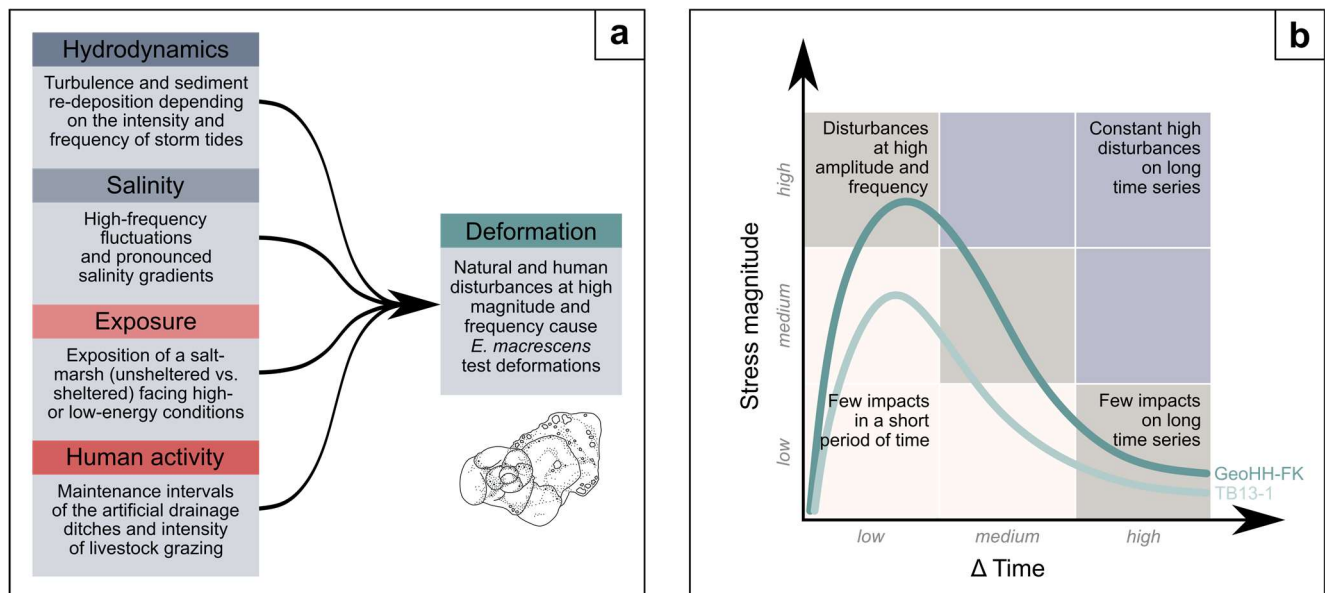 a
Hydrodynamics
Turbulence and sediment
re-deposition depending
on the intensity and
frequency of storm tides
Salinity
High-frequency
fluctuations
and pronounced
salinity gradients
Exposure
Exposition of a salt-
marsh (unsheltered vs.
sheltered) facing high-
or low-energy conditions
Human activity
Maintenance intervals
of the artificial drainage
ditches and intensity
of livestock grazing
Deformation
Natural and human
disturbances at high
magnitude and
frequency cause
E. macrescens
test deformations
b
Stress magnitude
high
medium
low
Disturbances
at high
amplitude and
frequency
Constant high
disturbances
on long
time series
Few impacts
in a short
period of time
Few impacts
on long
time series
GeoHH-FK
TB13-1
low
medium
high
Δ Time